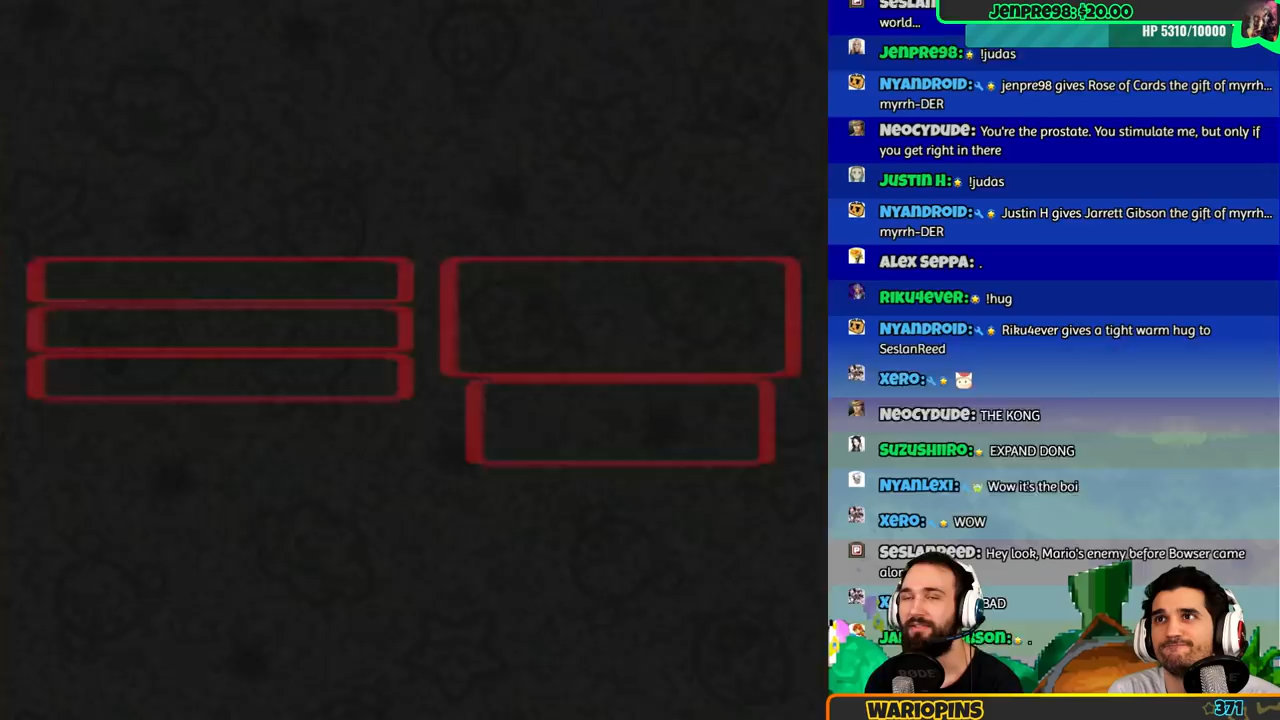 JENPRE98: $20.00
HP 5310/10000
world...
JENPRE98: !judas
NYANDROID: jenpre98 gives Rose of Cards the gift of myrrh...
myrrh-DER
NEOCYDUDE: You're the prostate. You stimulate me, but only if
you get right in there
JUSTIN H: !judas
NYANDROID: Justin H gives Jarrett Gibson the gift of myrrh...
myrrh-DER
ALEX SEPPA: .
RIKU4EVER: !hug
NYANDROID: Riku4ever gives a tight warm hug to
SeslanReed
XERO:
NEOCYDUDE: THE KONG
SUZUSHIIRO: EXPAND DONG
NYANLEXI: Wow it's the boi
XERO: WOW
SESLANREED: Hey look, Mario's enemy before Bowser came
BAD
RODE
RODE
WARIOPINS
371